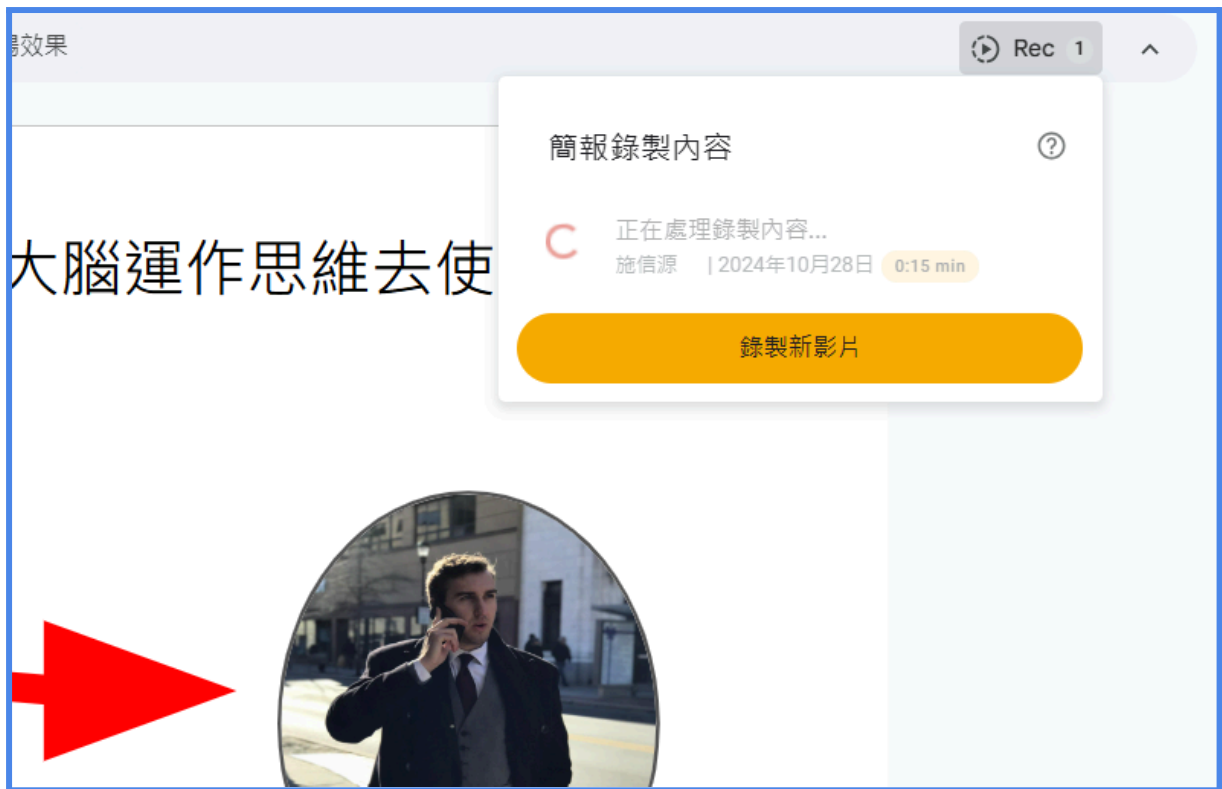 場效果
Rec 1
簡報錄製內容
正在處理錄製內容...
施信源 | 2024年10月28日 0:15 min
大腦運作思維去使
錄製新影片